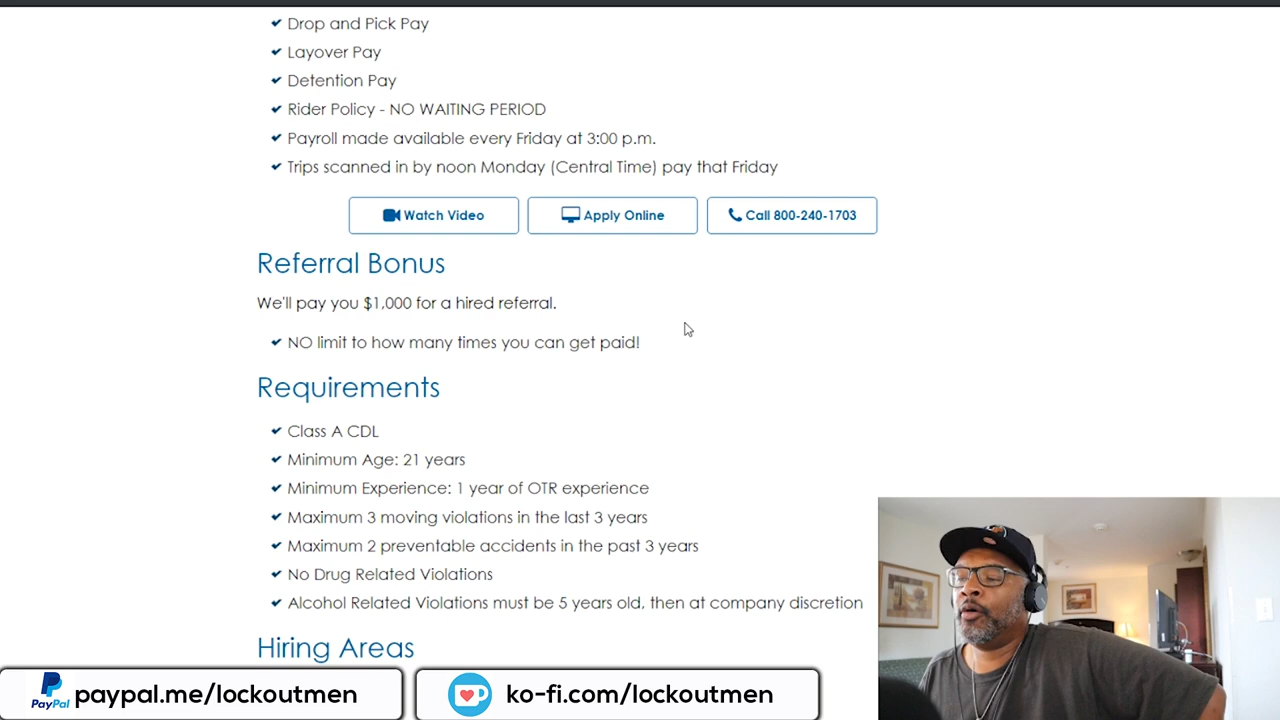 Drop and Pick Pay
Layover Pay
Detention Pay
Rider Policy - NO WAITING PERIOD
Payroll made available every Friday at 3:00 p.m.
Trips scanned in by noon Monday (Central Time) pay that Friday
Watch Video
Apply Online
Call 800-240-1703
Referral Bonus
We'll pay you $1,000 for a hired referral.
NO limit to how many times you can get paid!
Requirements
Class A CDL
Minimum Age: 21 years
Minimum Experience: 1 year of OTR experience
Maximum 3 moving violations in the last 3 years
Maximum 2 preventable accidents in the past 3 years
No Drug Related Violations
Alcohol Related Violations must be 5 years old, then at company discretion
Hiring Areas
PayPal
paypal.me/lockoutmen
ko-fi.com/lockoutmen